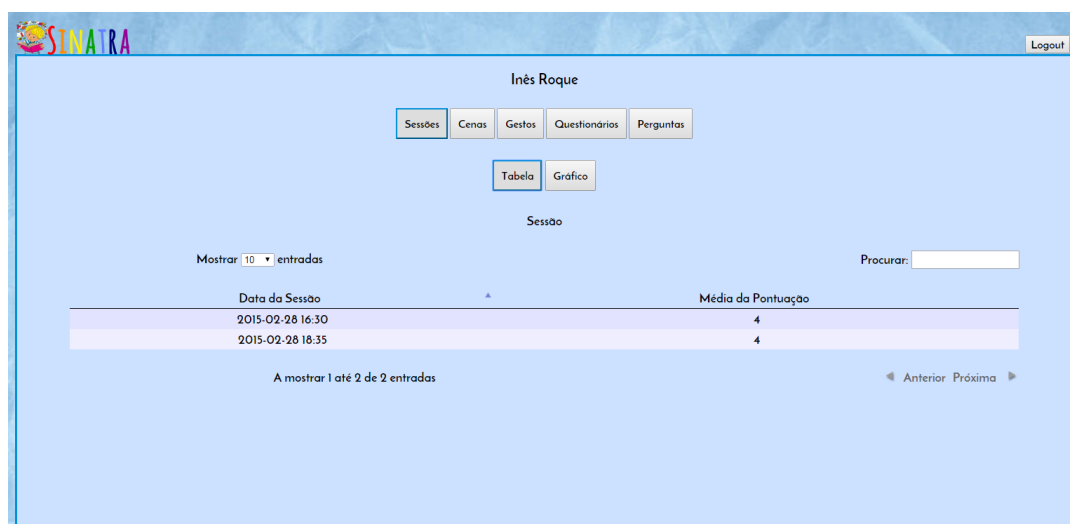 SINATRA
Logout
Inês Roque
Sessões Cenas Gestos Questionários Perguntas
Tabela Gráfico
Sessão
Mostrar 10 entradas Procurar:
Data da Sessão Média da Pontuação
2015-02-28 16:30 4
2015-02-28 18:35 4
A mostrar 1 até 2 de 2 entradas Anterior Próxima